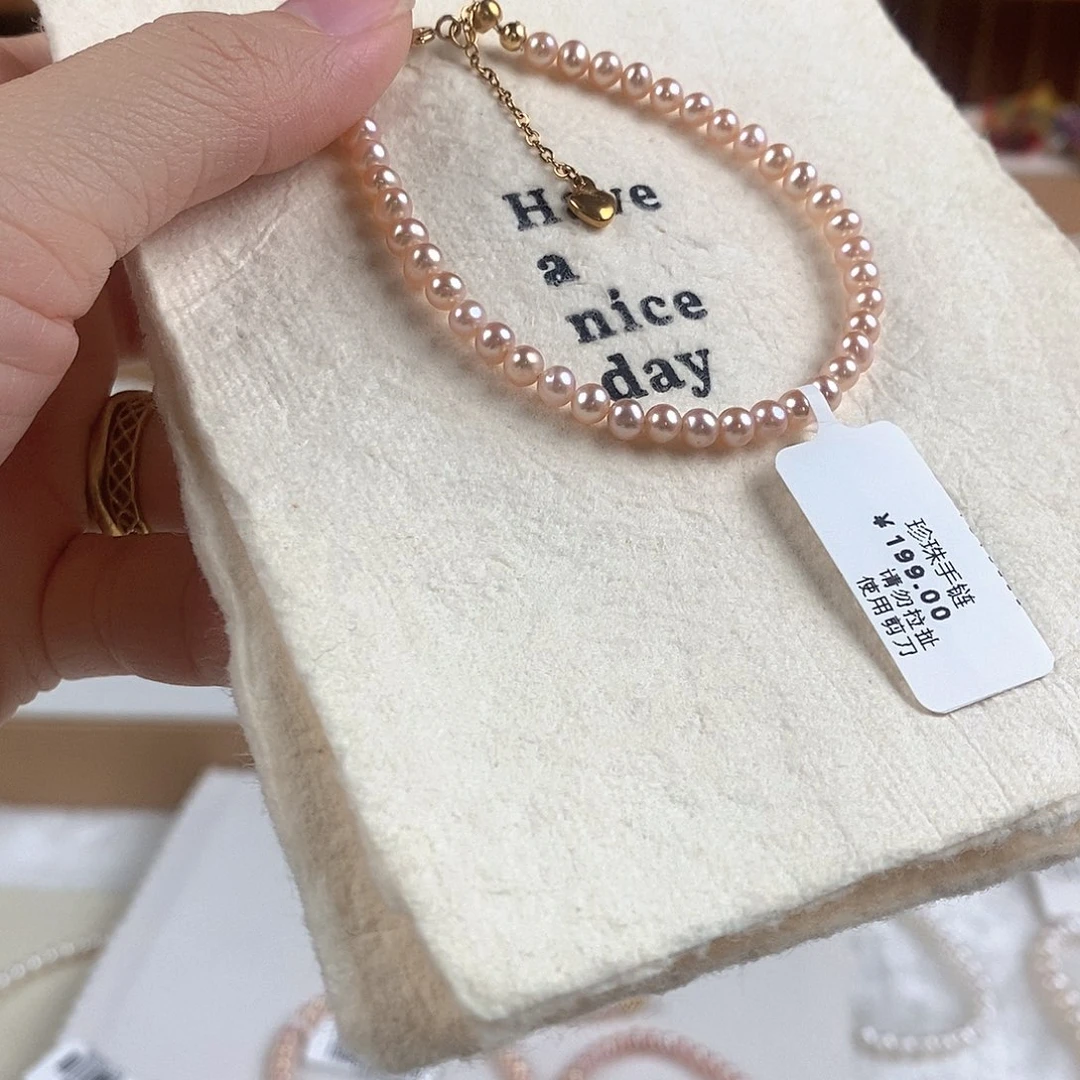 Have
a
nice
day
珍珠手链
¥199.00
请勿拉扯
使用剪刀